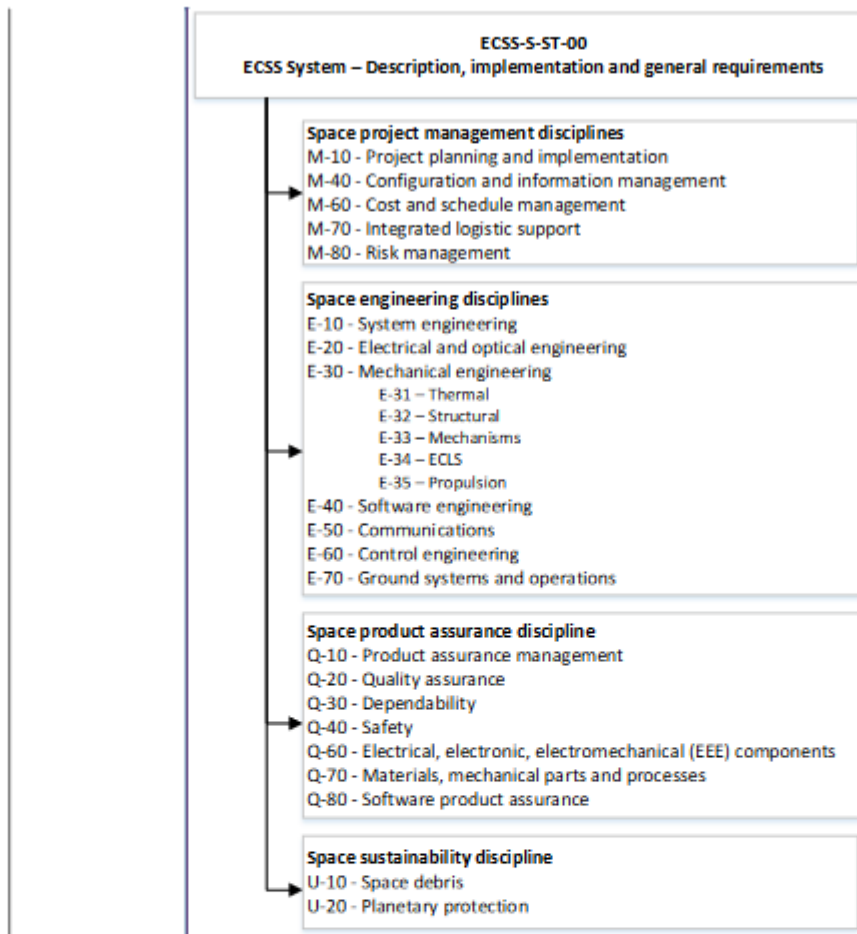 ECSS-S-ST-00
ECSS System – Description, implementation and general requirements
Space project management disciplines
M-10 - Project planning and implementation
M-40 - Configuration and information management
M-60 - Cost and schedule management
M-70 - Integrated logistic support
M-80 - Risk management
Space engineering disciplines
E-10 - System engineering
E-20 - Electrical and optical engineering
E-30 - Mechanical engineering
E-31 – Thermal
E-32 – Structural
E-33 – Mechanisms
E-34 – ECLS
E-35 – Propulsion
E-40 - Software engineering
E-50 - Communications
E-60 - Control engineering
E-70 - Ground systems and operations
Space product assurance discipline
Q-10 - Product assurance management
Q-20 - Quality assurance
Q-30 - Dependability
Q-40 - Safety
Q-60 - Electrical, electronic, electromechanical (EEE) components
Q-70 - Materials, mechanical parts and processes
Q-80 - Software product assurance
Space sustainability discipline
U-10 - Space debris
U-20 - Planetary protection